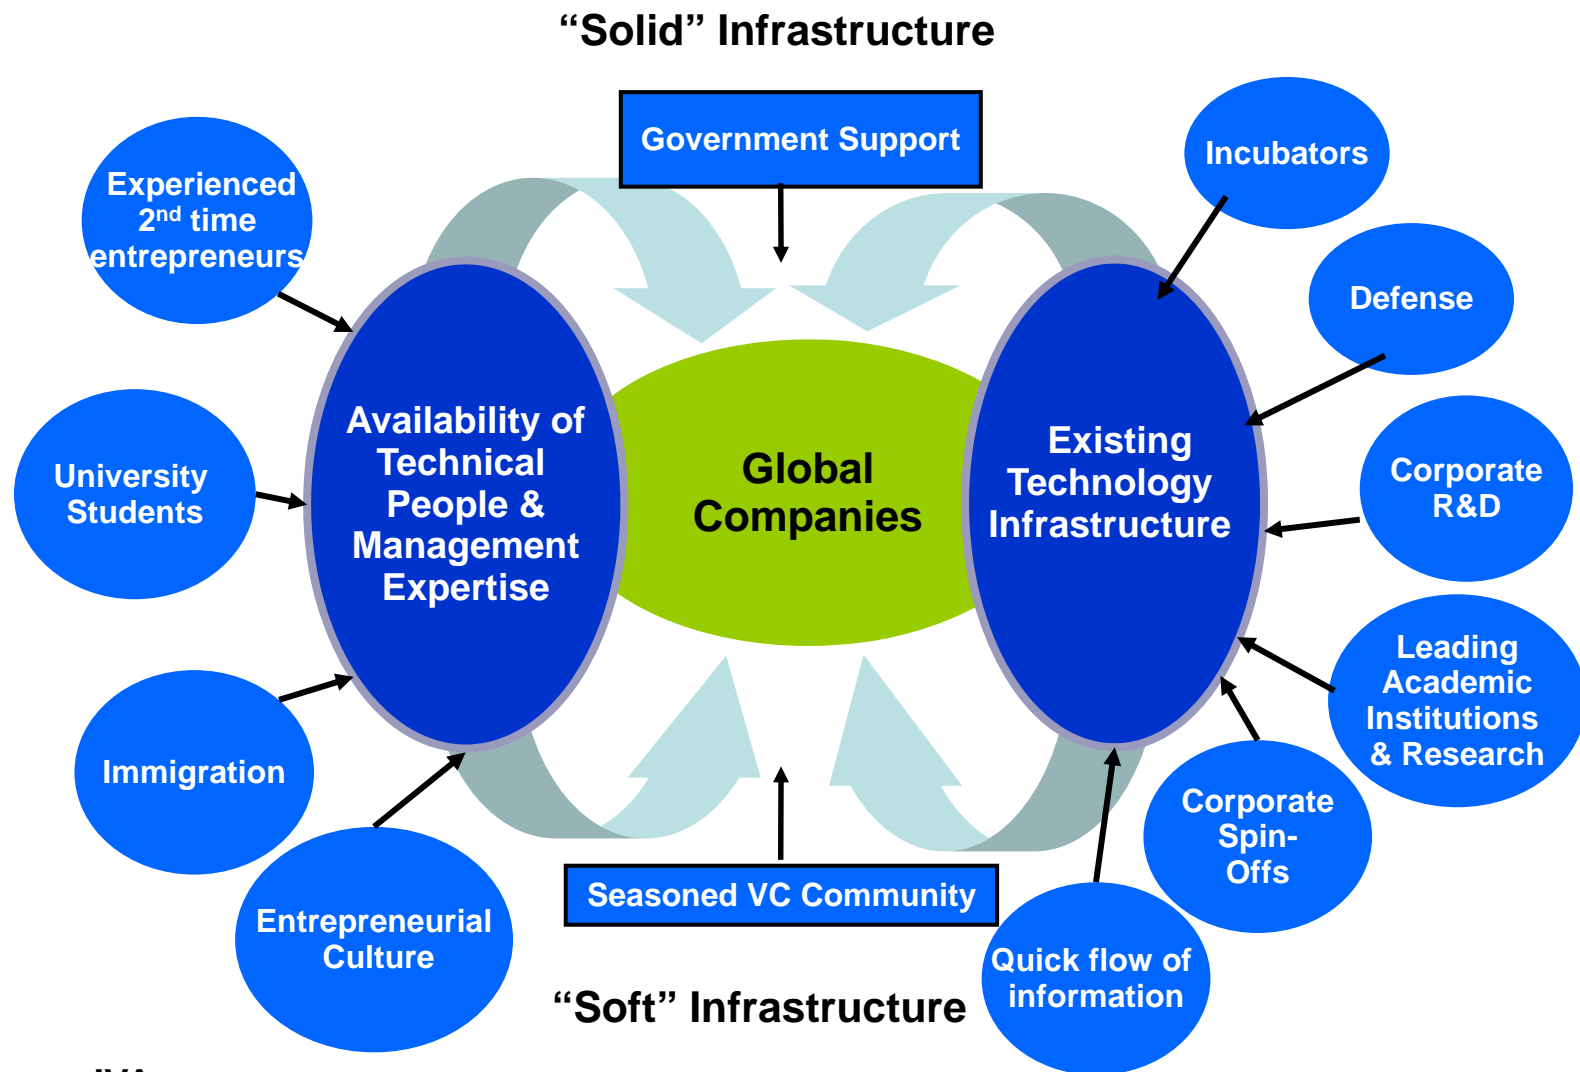 “Solid” Infrastructure
Government Support
Incubators
Experienced
2nd time
entrepreneurs
Defense
Availability of
Technical
People &
Management
Expertise
Global
Companies
Existing
Technology
Infrastructure
University
Students
Corporate
R&D
Leading
Academic
Institutions
& Research
Immigration
Corporate
Spin-
Offs
Seasoned VC Community
Entrepreneurial
Culture
Quick flow of
information
“Soft” Infrastructure